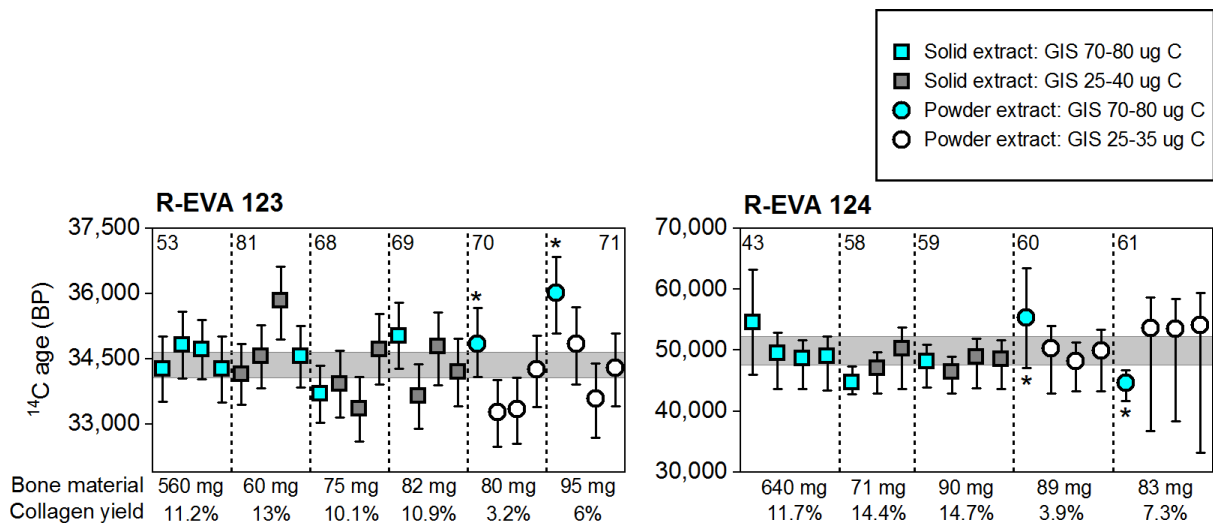 Solid extract: GIS 70-80 ug C
Solid extract: GIS 25-40 ug C
Powder extract: GIS 70-80 ug C
Powder extract: GIS 25-35 ug C
R-EVA 123
R-EVA 124
37,500
36,000
34,500
33,000
14C age (BP)
53 81 68 69 70 71
* *
70,000
60,000
50,000
40,000
30,000
43 58 59 60 61
* *
Bone material 560 mg 60 mg 75 mg 82 mg 80 mg 95 mg 640 mg 71 mg 90 mg 89 mg 83 mg
Collagen yield 11.2% 13% 10.1% 10.9% 3.2% 6% 11.7% 14.4% 14.7% 3.9% 7.3%